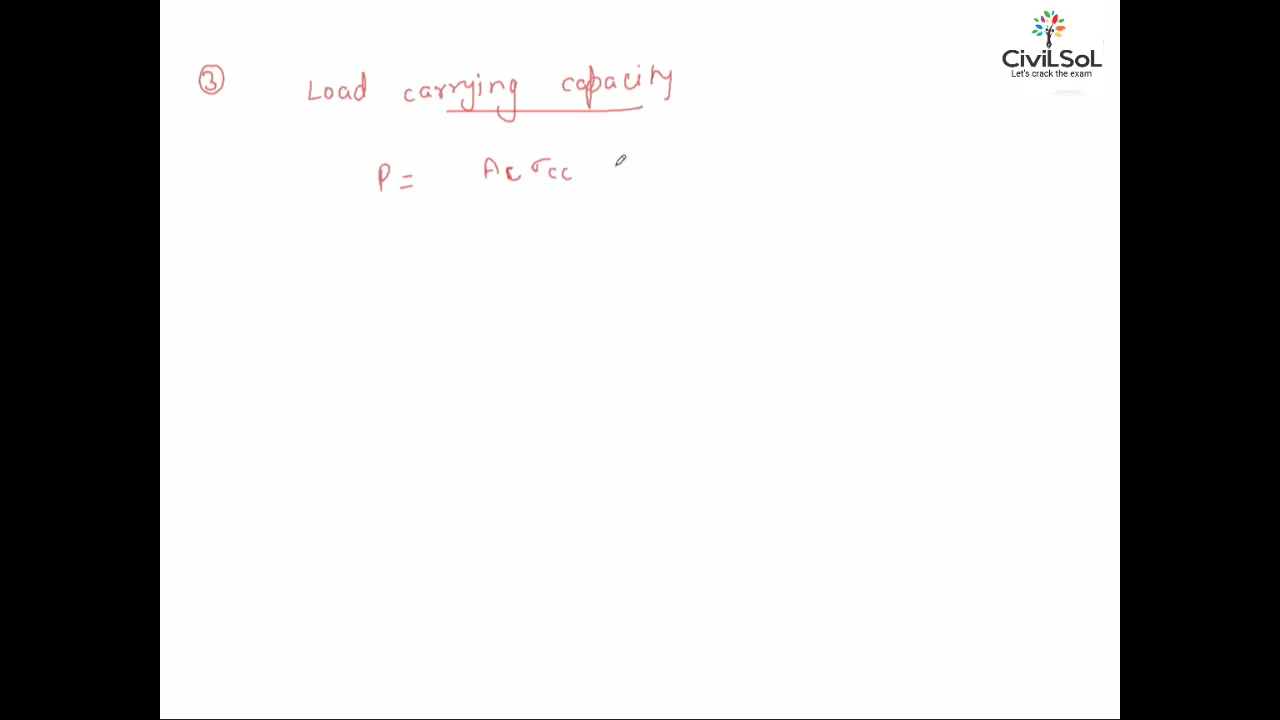 CiviLSoL
Let's crack the exam
③ Load carrying capacity
P = Ac σcc